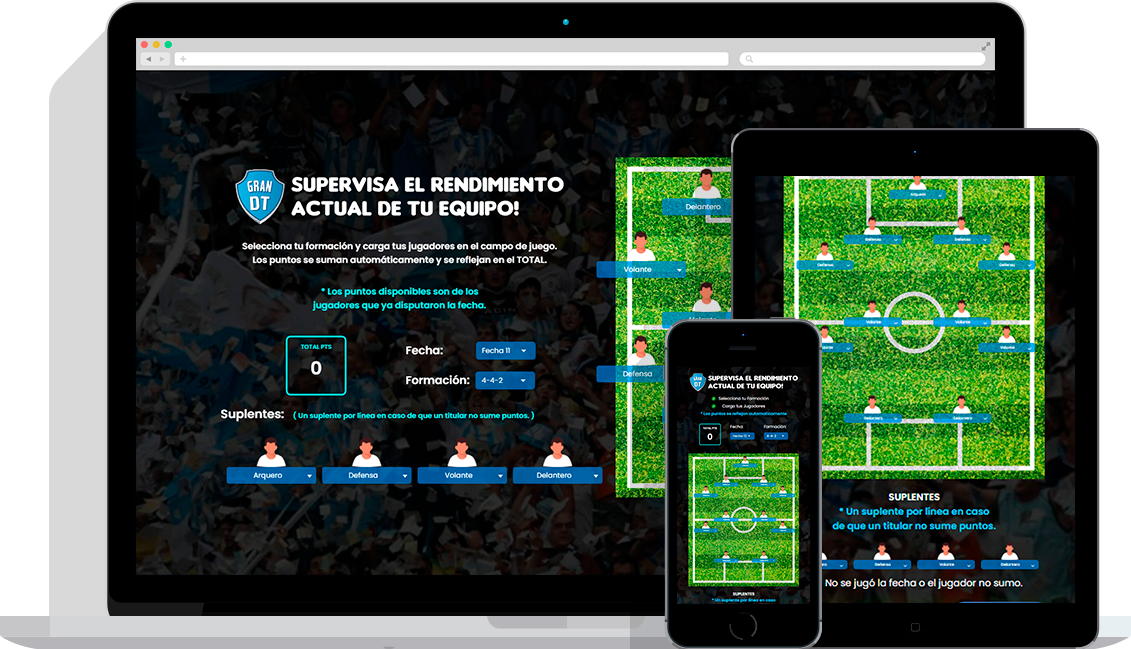 GRAN
DT
SUPERVISA EL RENDIMIENTO
ACTUAL DE TU EQUIPO!
Selecciona tu formación y carga tus jugadores en el campo de juego.
Los puntos se suman automáticamente y se reflejan en el TOTAL.
* Los puntos disponibles son de los
jugadores que ya disputaron la fecha.
TOTAL PTS
0
Fecha:
Fecha 11
Formación:
4-4-2
Suplentes:
( Un suplente por línea en caso de que un titular no sume puntos. )
Arquero
Defensa
Volante
Delantero
Delantero
Volante
Defensa
Arquero
Defensa
Defensa
Defensa
Defensa
Volante
Volante
Volante
Delantero
Delantero
SUPLENTES
* Un suplente por línea en caso
de que un titular no sume puntos.
Defensa
Volante
Delantero
No se jugó la fecha o el jugador no sumo.
GRAN
DT
SUPERVISA EL RENDIMIENTO
ACTUAL DE TU EQUIPO!
Selecciona tu Formación
Carga tus Jugadores
* Los puntos se reflejan automáticamente
TOTAL PTS
0
Fecha:
Fecha 11
Formación:
4-4-2
SUPLENTES
* Un suplente por línea en caso